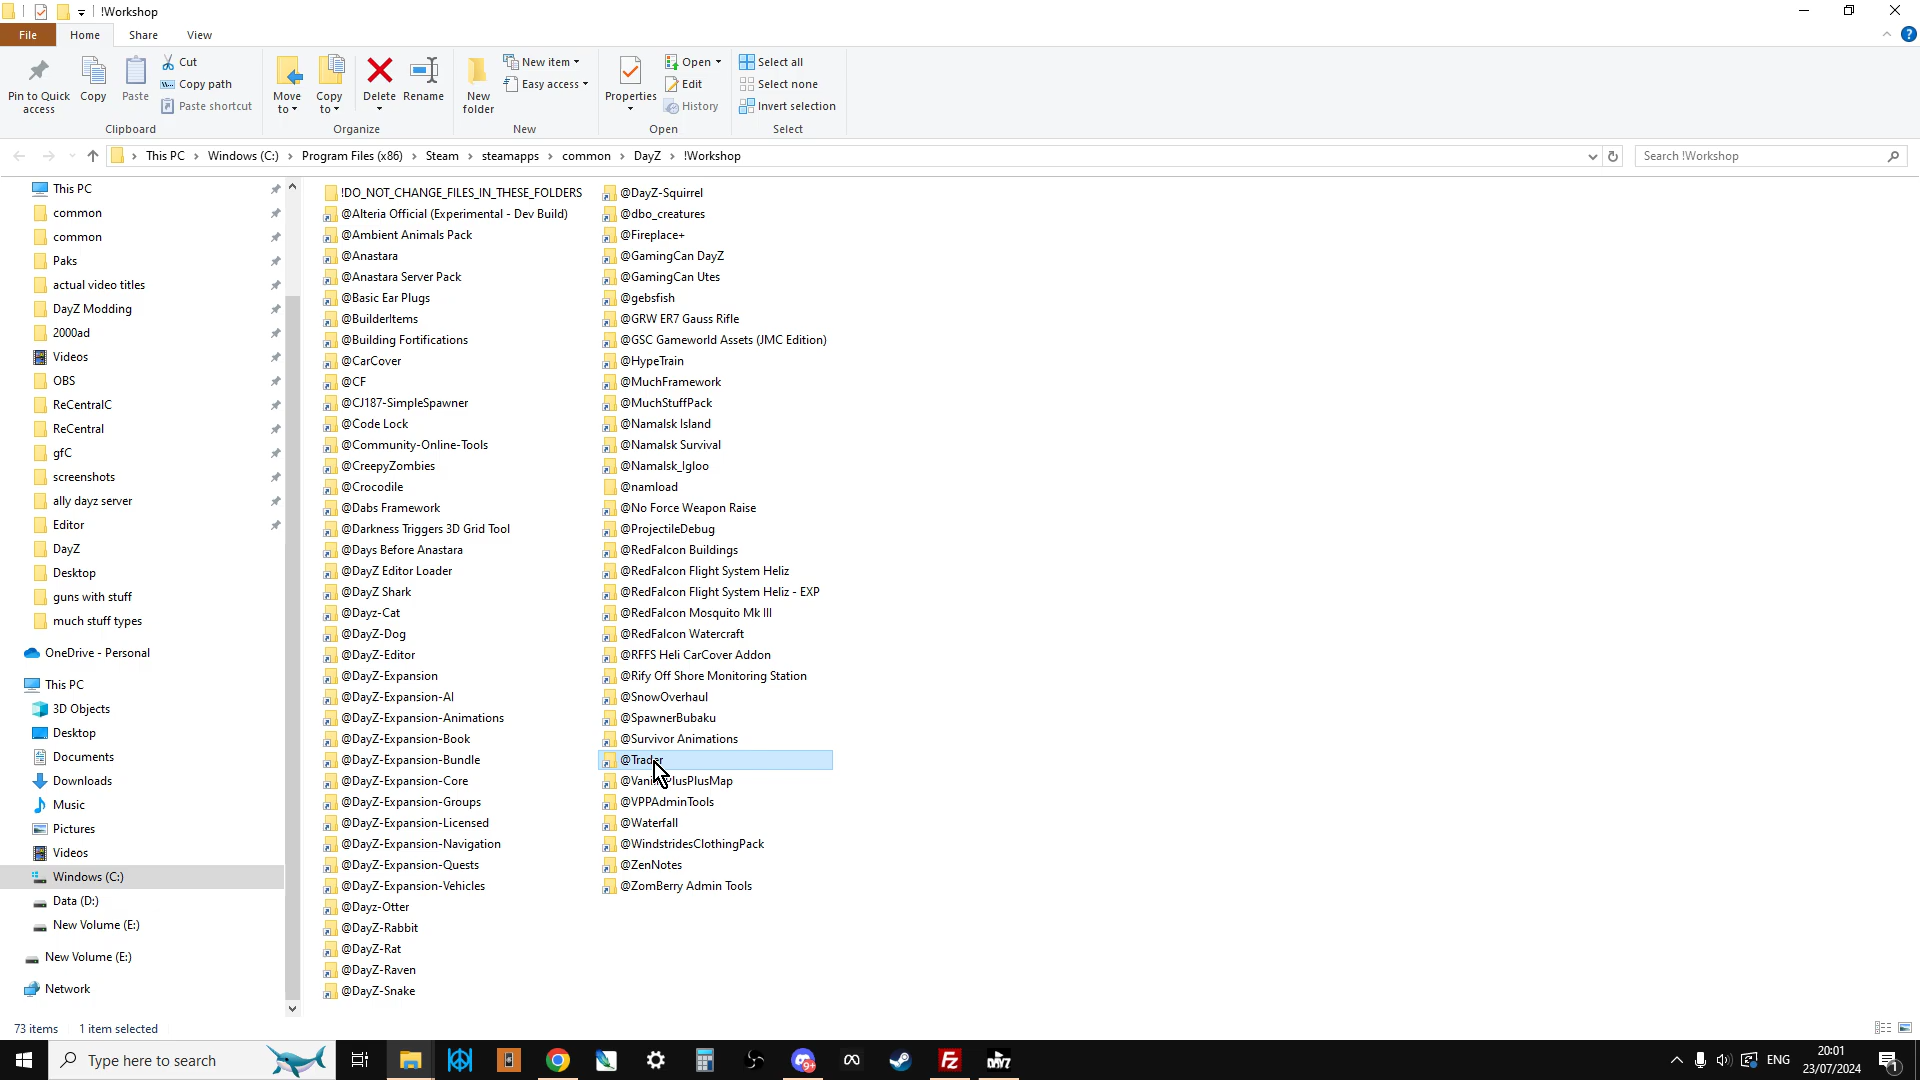 !Workshop
File
Home
Share
View
Pin to Quick access
Copy
Paste
Cut
Copy path
Paste shortcut
Clipboard
Move to
Copy to
Delete
Rename
Organize
New folder
New item
Easy access
New
Properties
Open
Edit
History
Open
Select all
Select none
Invert selection
Select
This PC
Windows (C:)
Program Files (x86)
Steam
steamapps
common
DayZ
!Workshop
Search !Workshop
This PC
common
common
Paks
actual video titles
DayZ Modding
2000ad
Videos
OBS
ReCentralC
ReCentral
gfC
screenshots
ally dayz server
Editor
DayZ
Desktop
guns with stuff
much stuff types
OneDrive - Personal
This PC
3D Objects
Desktop
Documents
Downloads
Music
Pictures
Videos
Windows (C:)
Data (D:)
New Volume (E:)
New Volume (E:)
Network
!DO_NOT_CHANGE_FILES_IN_THESE_FOLDERS
@Alteria Official (Experimental - Dev Build)
@Ambient Animals Pack
@Anastara
@Anastara Server Pack
@Basic Ear Plugs
@BuilderItems
@Building Fortifications
@CarCover
@CF
@CJ187-SimpleSpawner
@Code Lock
@Community-Online-Tools
@CreepyZombies
@Crocodile
@Dabs Framework
@Darkness Triggers 3D Grid Tool
@Days Before Anastara
@DayZ Editor Loader
@DayZ Shark
@Dayz-Cat
@DayZ-Dog
@DayZ-Editor
@DayZ-Expansion
@DayZ-Expansion-AI
@DayZ-Expansion-Animations
@DayZ-Expansion-Book
@DayZ-Expansion-Bundle
@DayZ-Expansion-Core
@DayZ-Expansion-Groups
@DayZ-Expansion-Licensed
@DayZ-Expansion-Navigation
@DayZ-Expansion-Quests
@DayZ-Expansion-Vehicles
@Dayz-Otter
@DayZ-Rabbit
@DayZ-Rat
@DayZ-Raven
@DayZ-Snake
@DayZ-Squirrel
@dbo_creatures
@Fireplace+
@GamingCan DayZ
@GamingCan Utes
@gebsfish
@GRW ER7 Gauss Rifle
@GSC Gameworld Assets (JMC Edition)
@HypeTrain
@MuchFramework
@MuchStuffPack
@Namalsk Island
@Namalsk Survival
@Namalsk_Igloo
@namload
@No Force Weapon Raise
@ProjectileDebug
@RedFalcon Buildings
@RedFalcon Flight System Heliz
@RedFalcon Flight System Heliz - EXP
@RedFalcon Mosquito Mk III
@RedFalcon Watercraft
@RFFS Heli CarCover Addon
@Rify Off Shore Monitoring Station
@SnowOverhaul
@SpawnerBubaku
@Survivor Animations
@Trader
@VanillaPlusPlusMap
@VPPAdminTools
@Waterfall
@WindstridesClothingPack
@ZenNotes
@ZomBerry Admin Tools
73 items
1 item selected
Type here to search
9+
DAYZ
ENG
20:01
23/07/2024
1